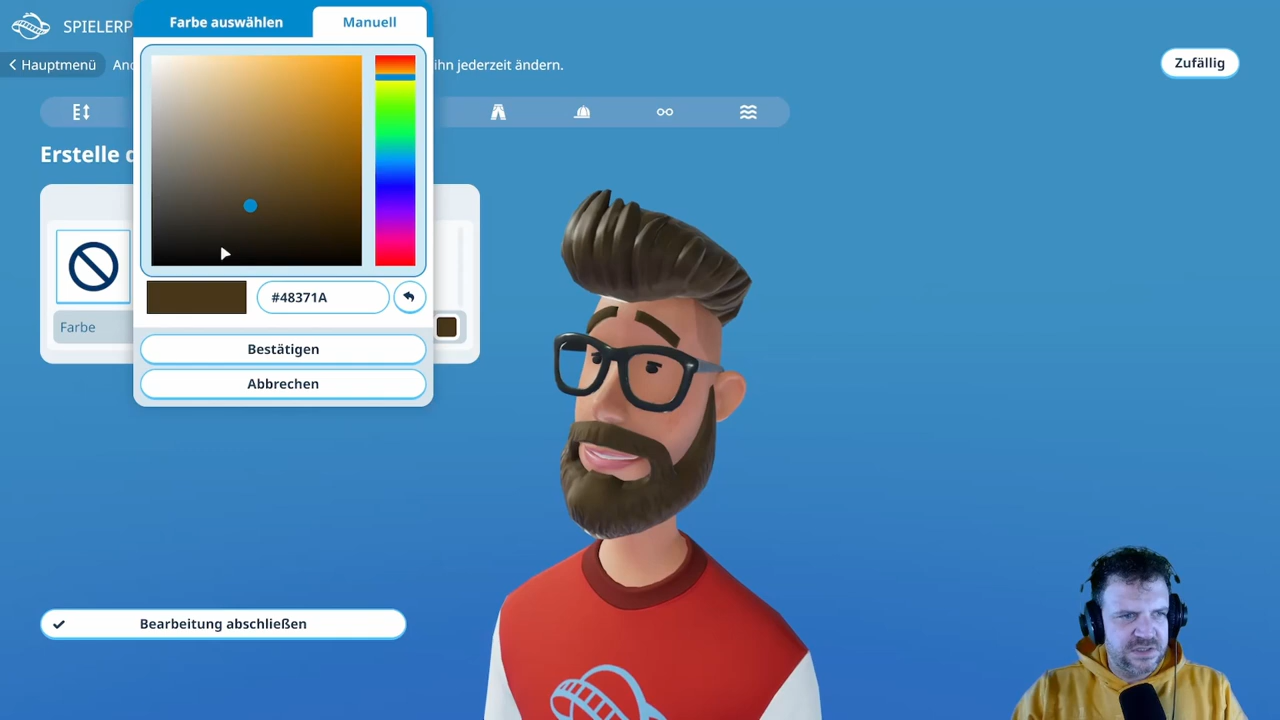 SPIELERP
Farbe auswählen
Manuell
Hauptmenü
And
ihn jederzeit ändern.
Zufällig
Erstelle d
#48371A
Farbe
Bestätigen
Abbrechen
Bearbeitung abschließen